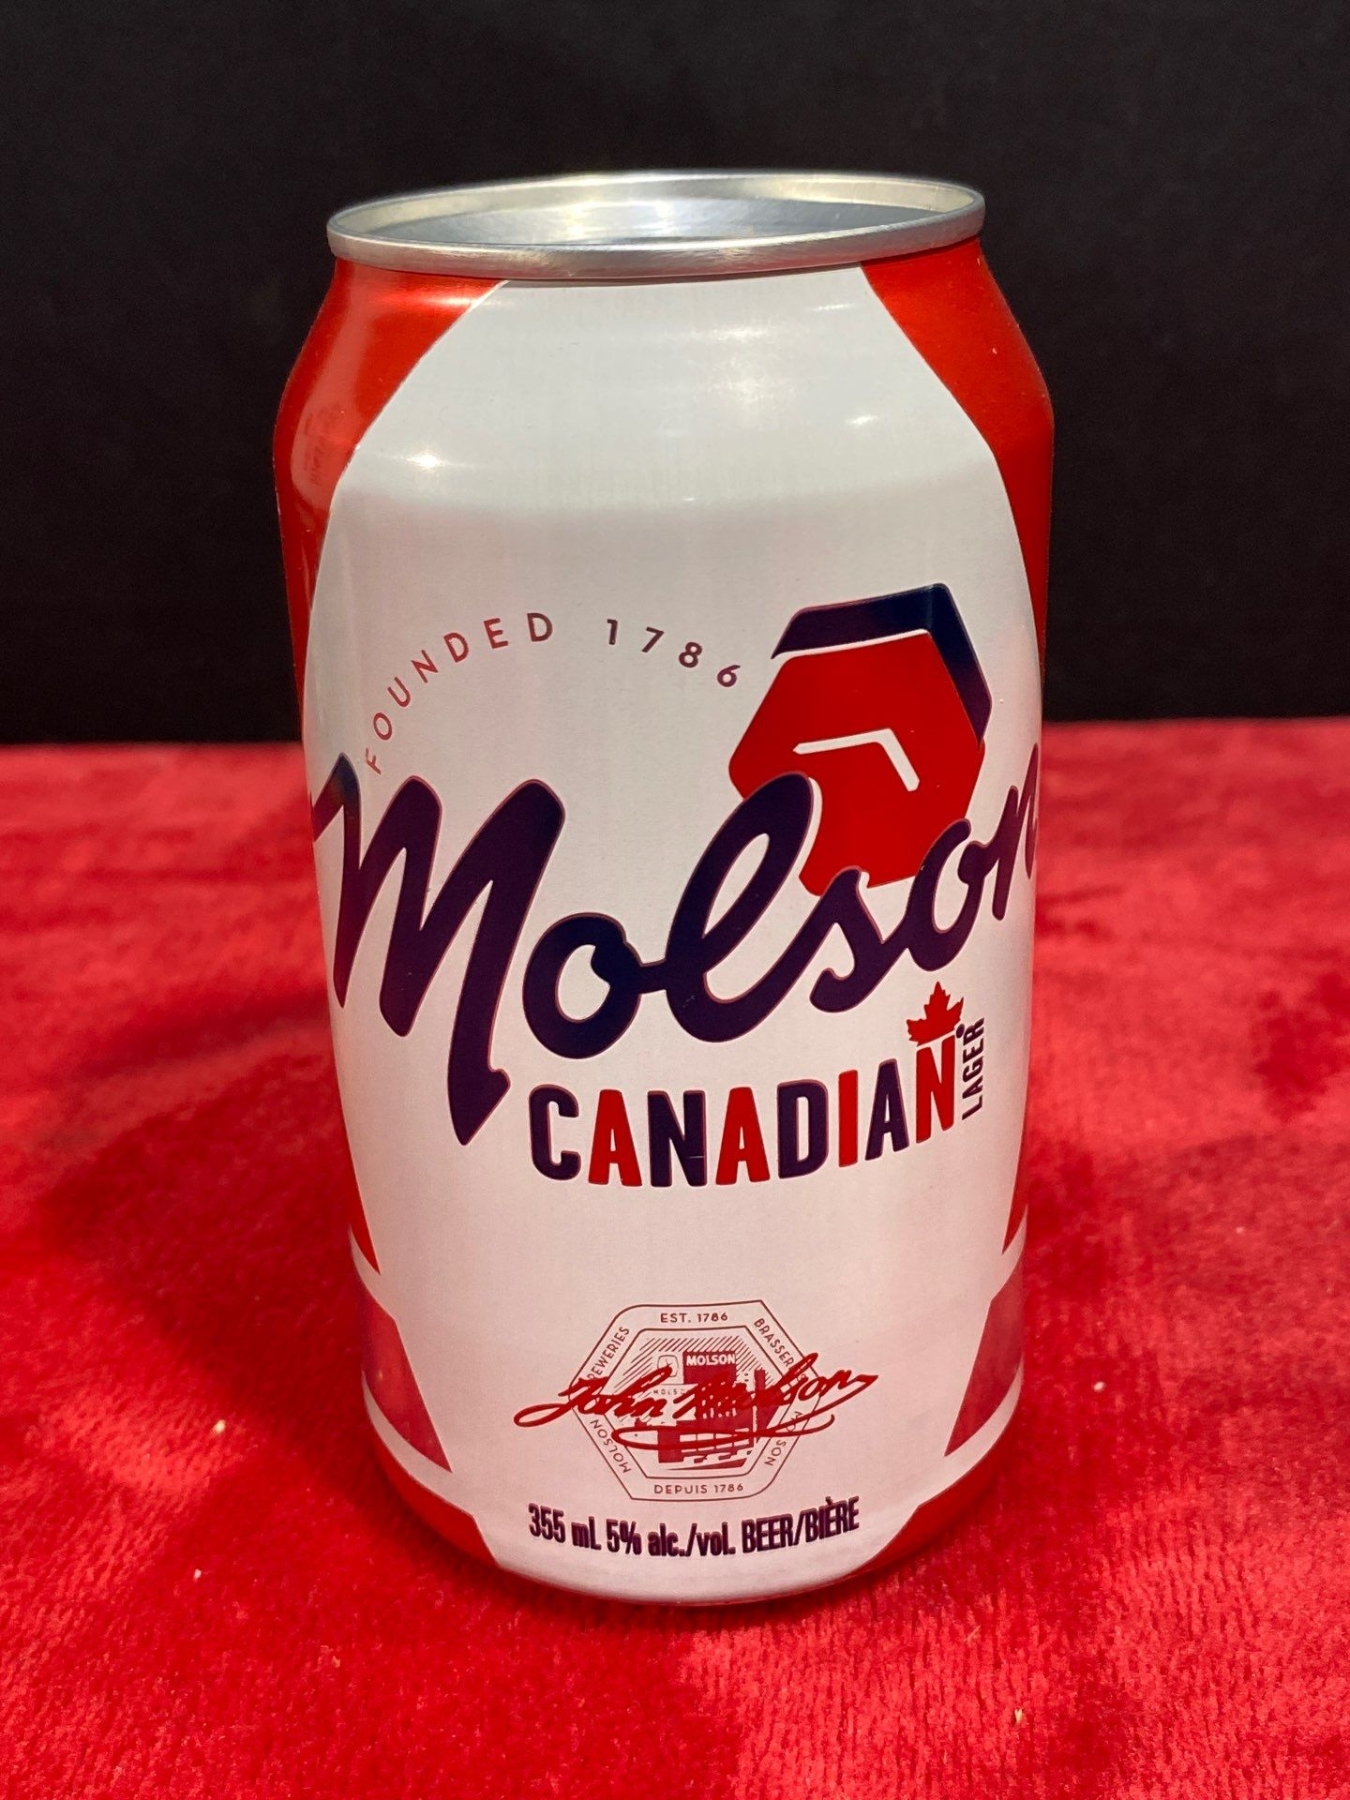 FOUNDED 1786
Molson
CANADIAN
LAGER
EST. 1786
BREWERIES
BRASSER
MOLSON
MOLSON
John Molson
DEPUIS 1786
355 mL 5% alc./vol. BEER/BIÈRE